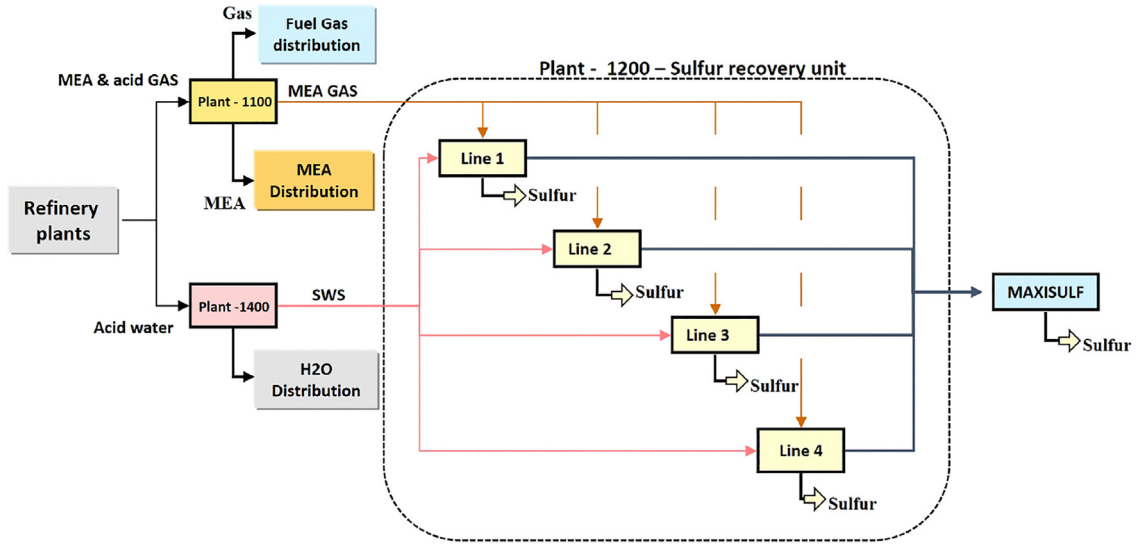 Gas
Fuel Gas
distribution
Plant - 1200 – Sulfur recovery unit
MEA & acid GAS
Plant - 1100
MEA GAS
Line 1
MEA
Distribution
Sulfur
MEA
Refinery
plants
Line 2
Sulfur
SWS
Plant -1400
MAXISULF
Acid water
Line 3
Sulfur
H2O
Distribution
Sulfur
Line 4
Sulfur